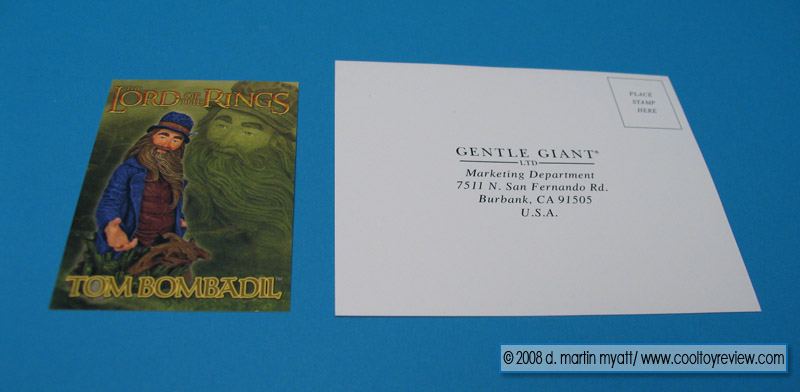 THE
LORD OF THE RINGS
TOM BOMBADIL™
PLACE
STAMP
HERE
GENTLE GIANT®
LTD
Marketing Department
7511 N. San Fernando Rd.
Burbank, CA 91505
U.S.A.
© 2008 d. martin myatt/ www.cooltoyreview.com